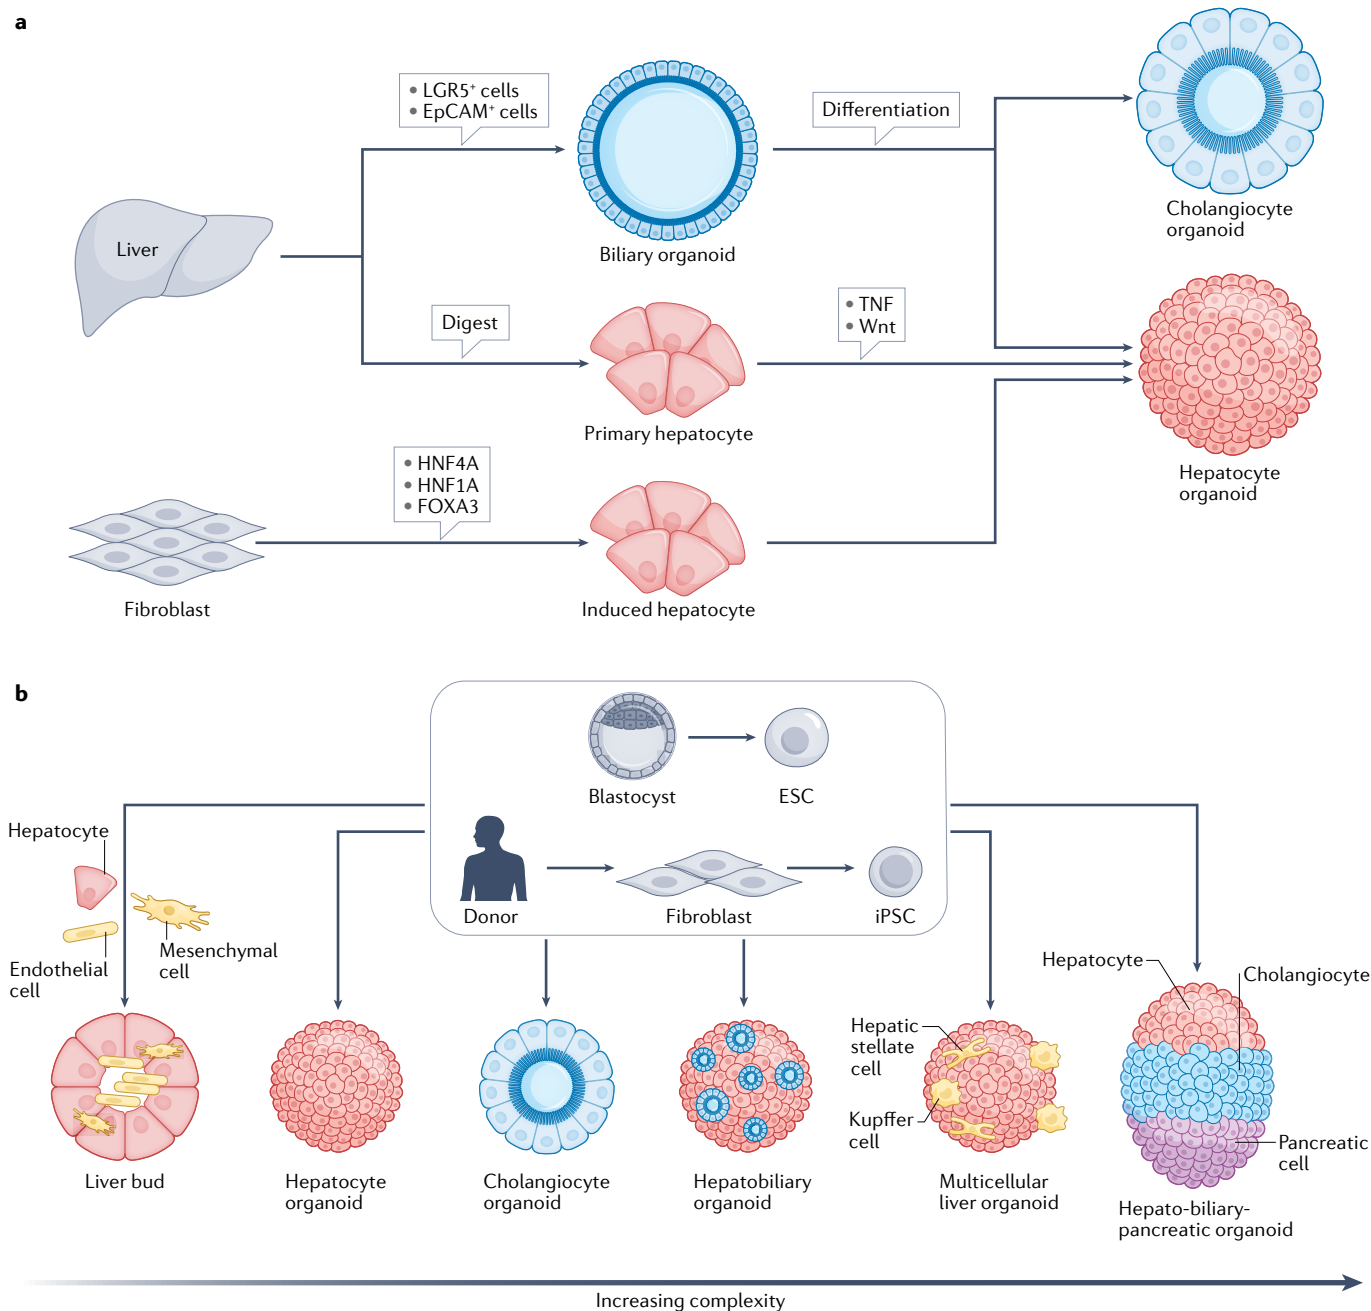 a
• LGR5⁺ cells
• EpCAM⁺ cells
Differentiation
Liver
Biliary organoid
Cholangiocyte
organoid
Digest
• TNF
• Wnt
Primary hepatocyte
Hepatocyte
organoid
• HNF4A
• HNF1A
• FOXA3
Fibroblast
Induced hepatocyte
b
Blastocyst
ESC
Donor
Fibroblast
iPSC
Hepatocyte
Endothelial
cell
Mesenchymal
cell
Hepatic
stellate
cell
Kupffer
cell
Hepatocyte
Cholangiocyte
Pancreatic
cell
Liver bud
Hepatocyte
organoid
Cholangiocyte
organoid
Hepatobiliary
organoid
Multicellular
liver organoid
Hepato-biliary-
pancreatic organoid
Increasing complexity